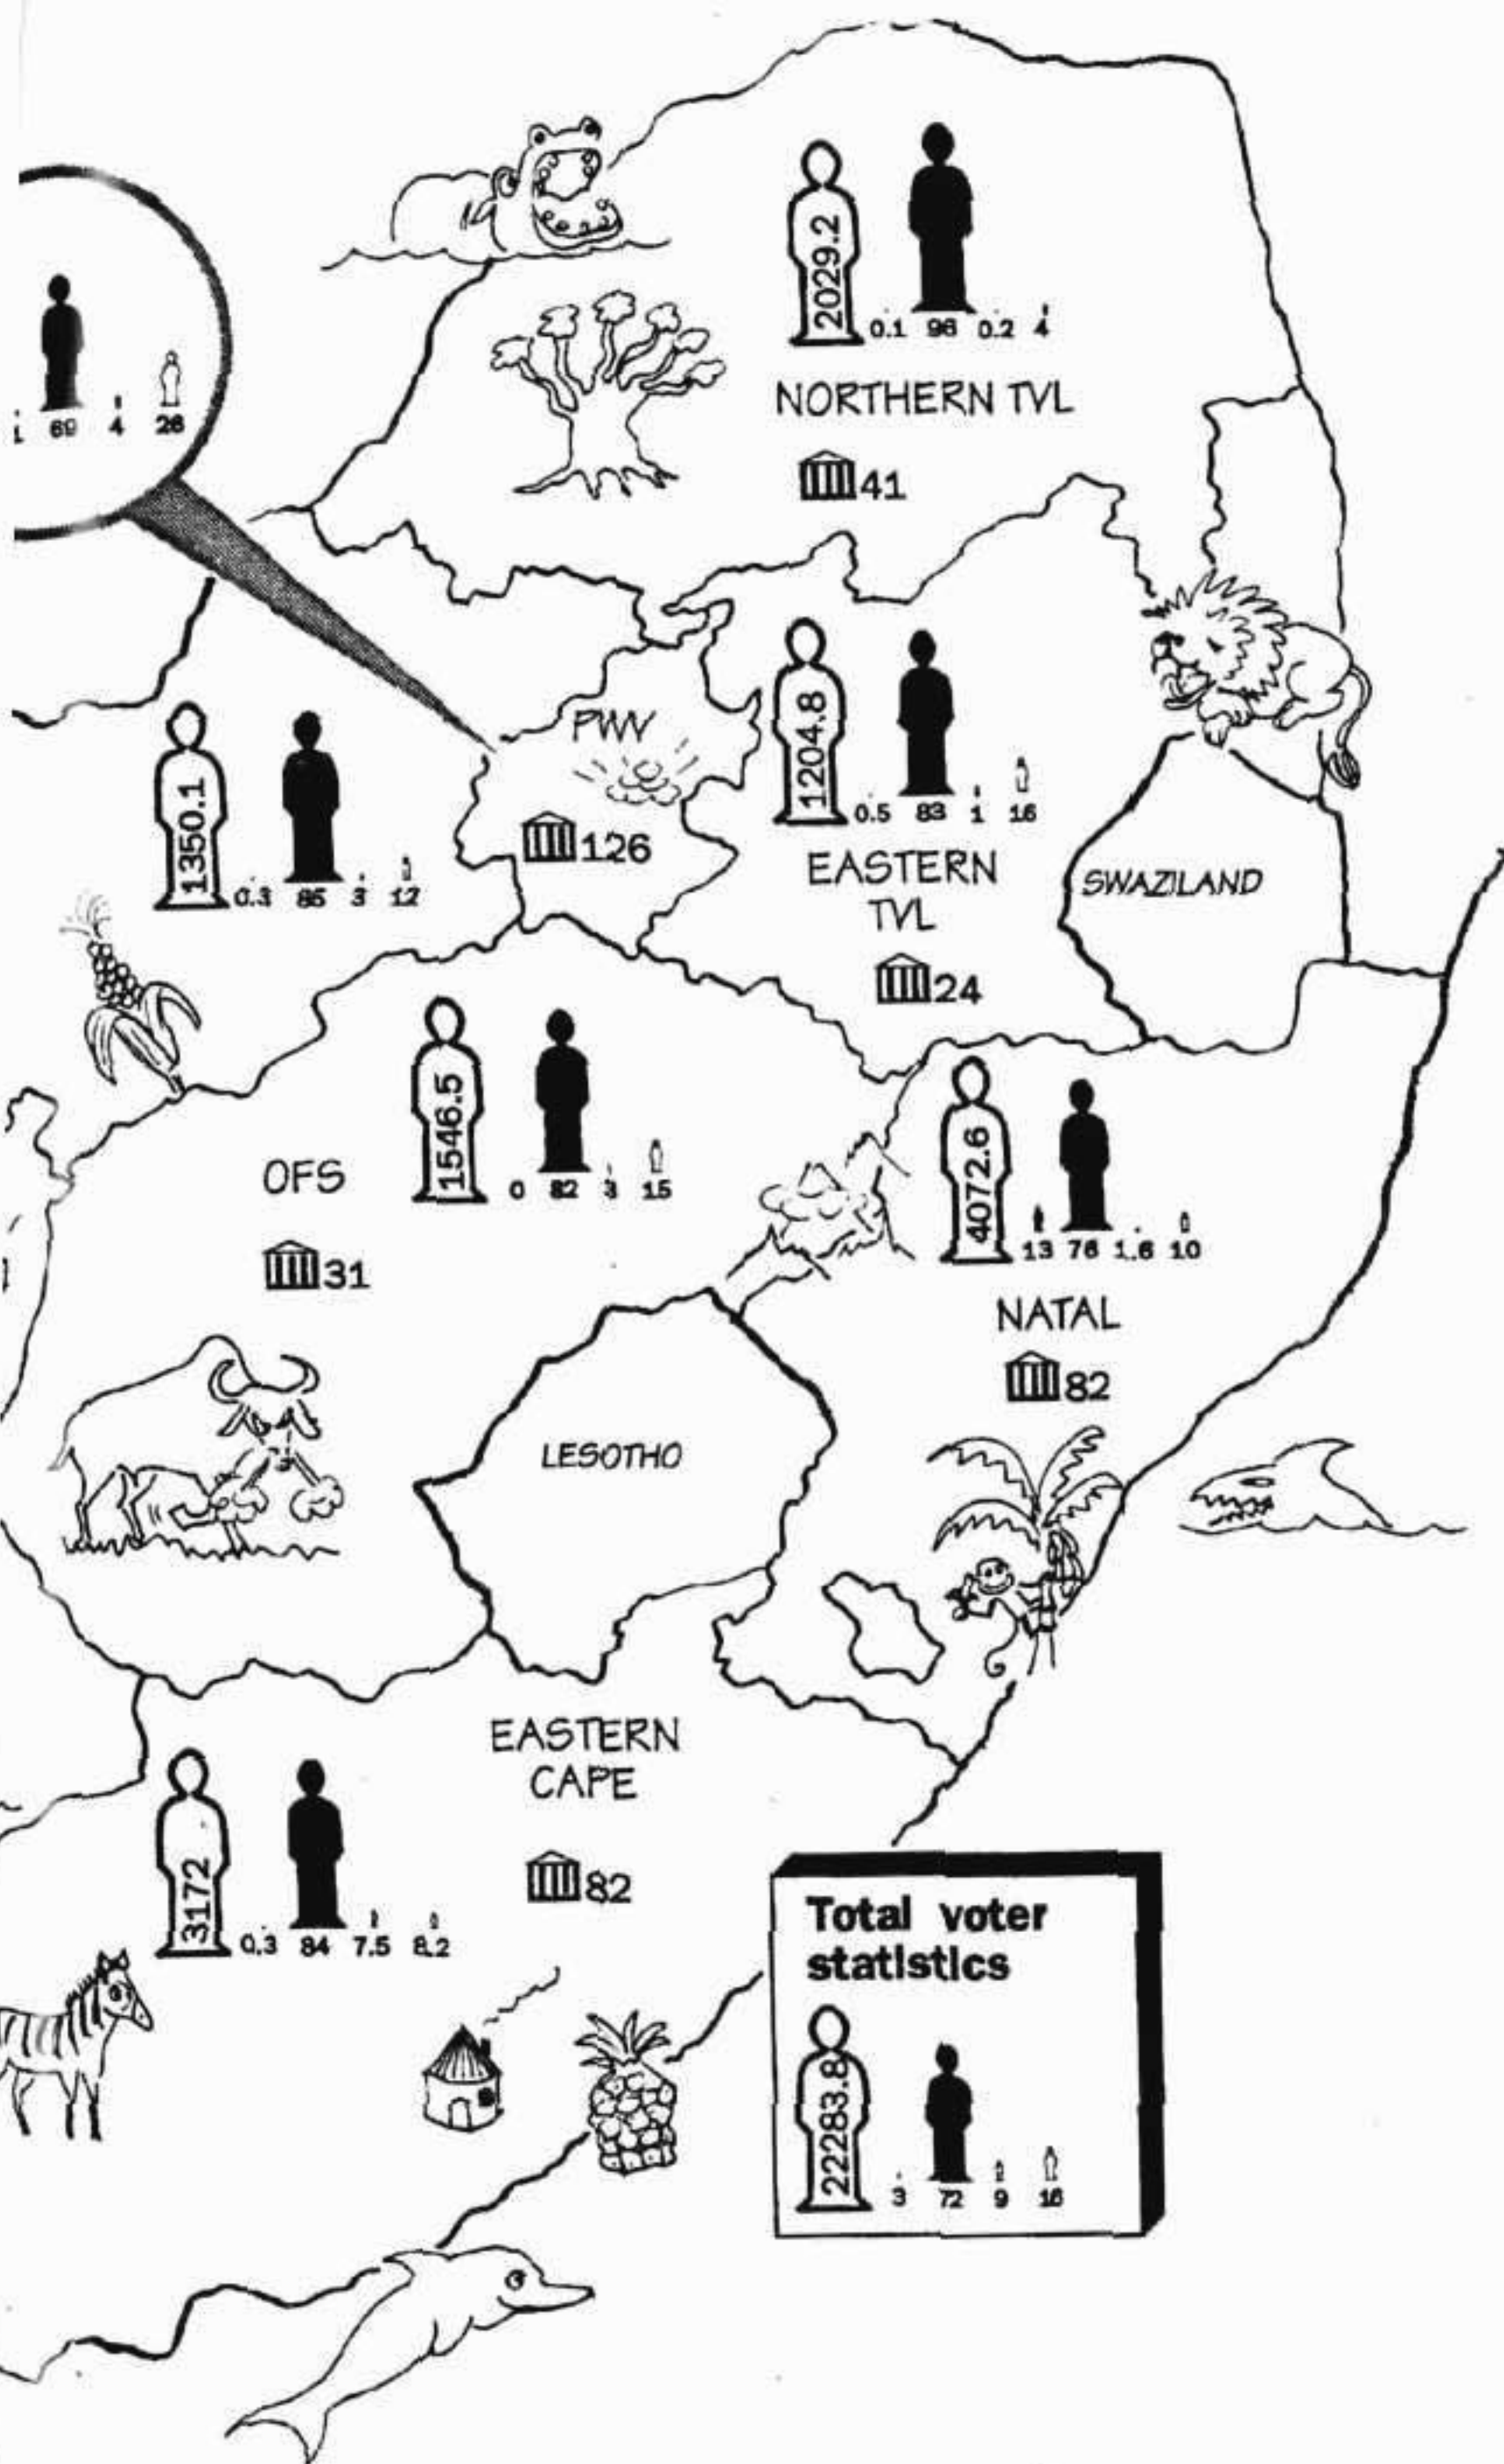 2029.2
0.1 96 0.2 4
NORTHERN TVL
41
1 69 4 26
PWV
126
1350.1
0.3 85 3 12
1204.8
0.5 83 1 16
EASTERN
TVL
24
SWAZILAND
1546.5
0 82 3 15
OFS
31
4072.6
13 76 1.6 10
NATAL
82
LESOTHO
EASTERN
CAPE
82
3172
0.3 84 7.5 8.2
Total voter
statistics
22283.8
3 72 9 16